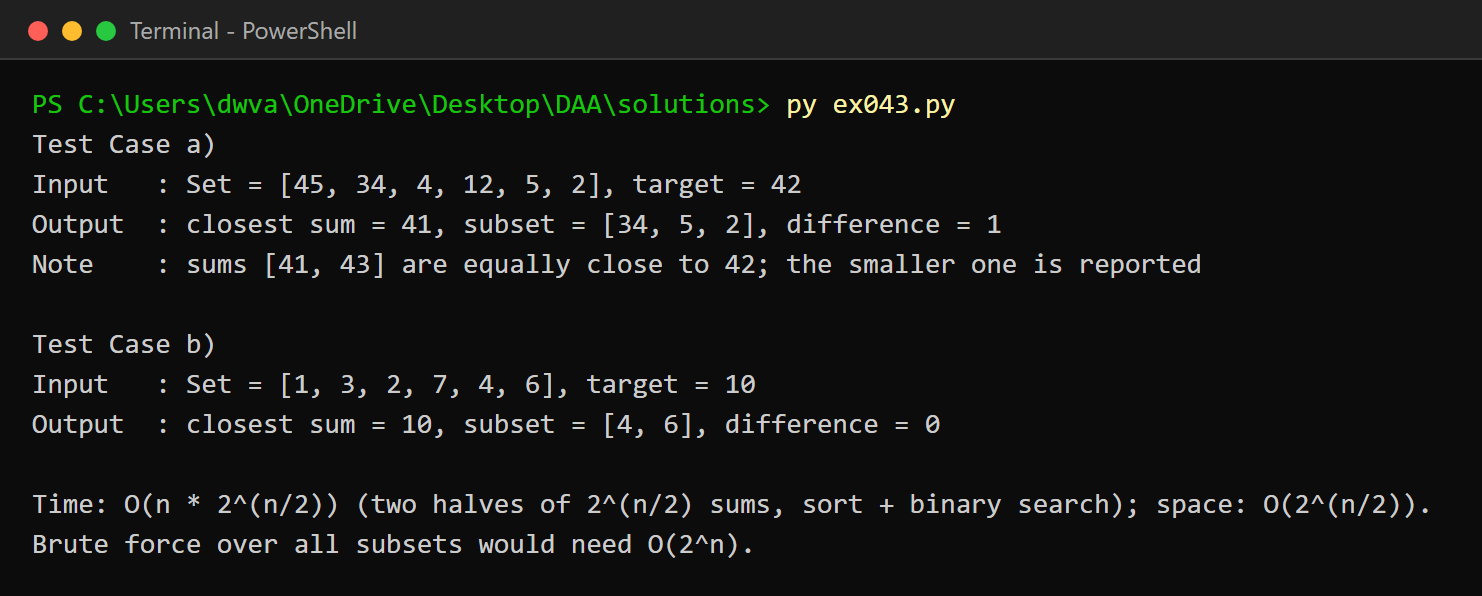 Terminal - PowerShell
PS C:\Users\dwva\OneDrive\Desktop\DAA\solutions> py ex043.py
Test Case a)
Input   : Set = [45, 34, 4, 12, 5, 2], target = 42
Output  : closest sum = 41, subset = [34, 5, 2], difference = 1
Note    : sums [41, 43] are equally close to 42; the smaller one is reported
Test Case b)
Input   : Set = [1, 3, 2, 7, 4, 6], target = 10
Output  : closest sum = 10, subset = [4, 6], difference = 0
Time: O(n * 2^(n/2)) (two halves of 2^(n/2) sums, sort + binary search); space: O(2^(n/2)).
Brute force over all subsets would need O(2^n).